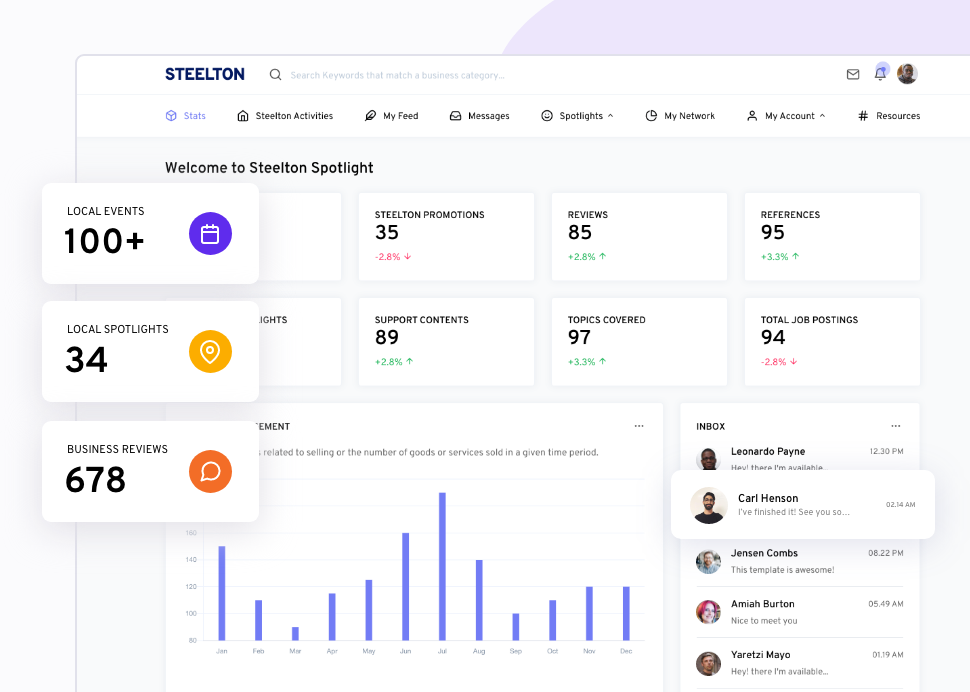 STEELTON
Search Keywords that match a business category...
Stats
Steelton Activities
My Feed
Messages
Spotlights
My Network
My Account
Resources
Welcome to Steelton Spotlight
LOCAL EVENTS
100+
STEELTON PROMOTIONS
35
-2.8%
REVIEWS
85
+2.8%
REFERENCES
95
+3.3%
LOCAL SPOTLIGHTS
34
SUPPORT CONTENTS
89
+2.8%
TOPICS COVERED
97
+3.3%
TOTAL JOB POSTINGS
94
-2.8%
BUSINESS REVIEWS
678
related to selling or the number of goods or services sold in a given time period.
160
140
120
100
80
Jan Feb Mar Apr May Jun Jul Aug Sep Oct Nov Dec
INBOX
Leonardo Payne
12.30 PM
Hey! there I'm available...
Carl Henson
02.14 AM
I've finished it! See you so...
Jensen Combs
08.22 PM
This template is awesome!
Amiah Burton
05.49 AM
Nice to meet you
Yaretzi Mayo
01.19 AM
Hey! there I'm available...